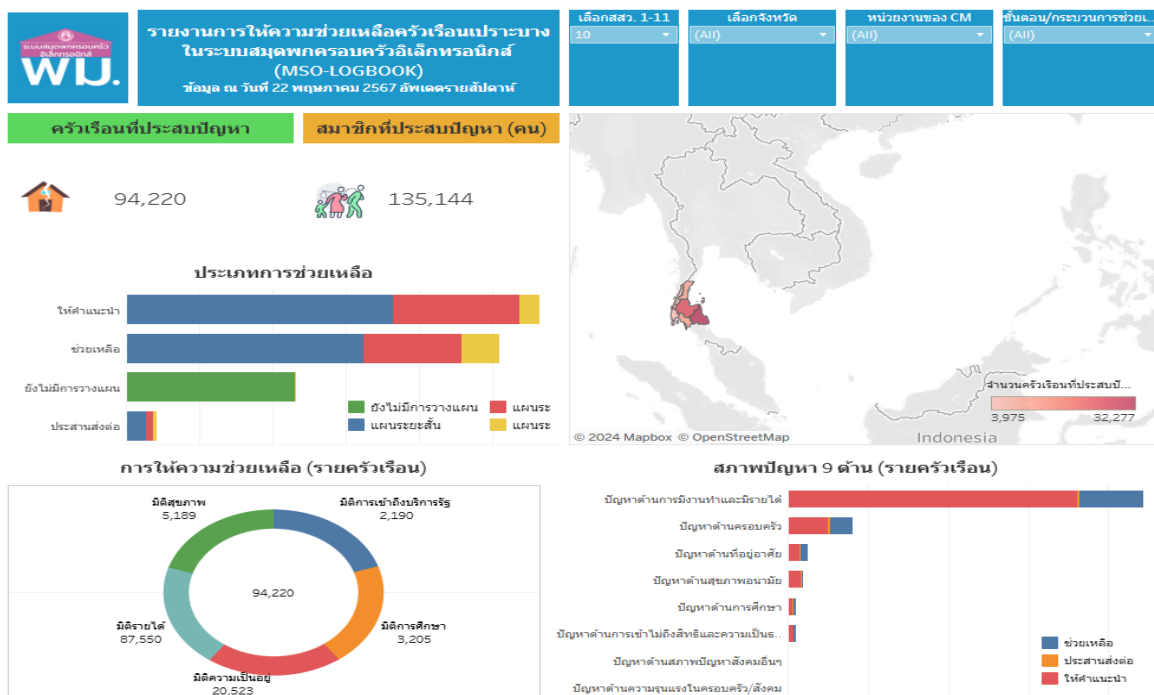 ระบบสมุดพกครอบครัว
อิเล็กทรอนิกส์
พม.
รายงานการให้ความช่วยเหลือครัวเรือนเปราะบาง
ในระบบสมุดพกครอบครัวอิเล็กทรอนิกส์
(MSO-LOGBOOK)
ข้อมูล ณ วันที่ 22 พฤษภาคม 2567 อัพเดตรายสัปดาห์
เลือกสสว. 1-11
10
เลือกจังหวัด
(All)
หน่วยงานของ CM
(All)
ขั้นตอน/กระบวนการช่วยเ..
(All)
ครัวเรือนที่ประสบปัญหา
สมาชิกที่ประสบปัญหา (คน)
94,220
135,144
ประเภทการช่วยเหลือ
ให้คำแนะนำ
ช่วยเหลือ
ยังไม่มีการวางแผน
ประสานส่งต่อ
ยังไม่มีการวางแผน
แผนระ
แผนระยะสั้น
แผนระ
จำนวนครัวเรือนที่ประสบปั...
3,975
32,277
© 2024 Mapbox © OpenStreetMap
Indonesia
การให้ความช่วยเหลือ (รายครัวเรือน)
มิติสุขภาพ
5,189
มิติการเข้าถึงบริการรัฐ
2,190
94,220
มิติรายได้
87,550
มิติการศึกษา
3,205
มิติความเป็นอยู่
20,523
สภาพปัญหา 9 ด้าน (รายครัวเรือน)
ปัญหาด้านการมีงานทำและมีรายได้
ปัญหาด้านครอบครัว
ปัญหาด้านที่อยู่อาศัย
ปัญหาด้านสุขภาพอนามัย
ปัญหาด้านการศึกษา
ปัญหาด้านการเข้าไม่ถึงสิทธิและความเป็นธ..
ปัญหาด้านสภาพปัญหาสังคมอื่นๆ
ปัญหาด้านความรุนแรงในครอบครัว/สังคม
ช่วยเหลือ
ประสานส่งต่อ
ให้คำแนะนำ